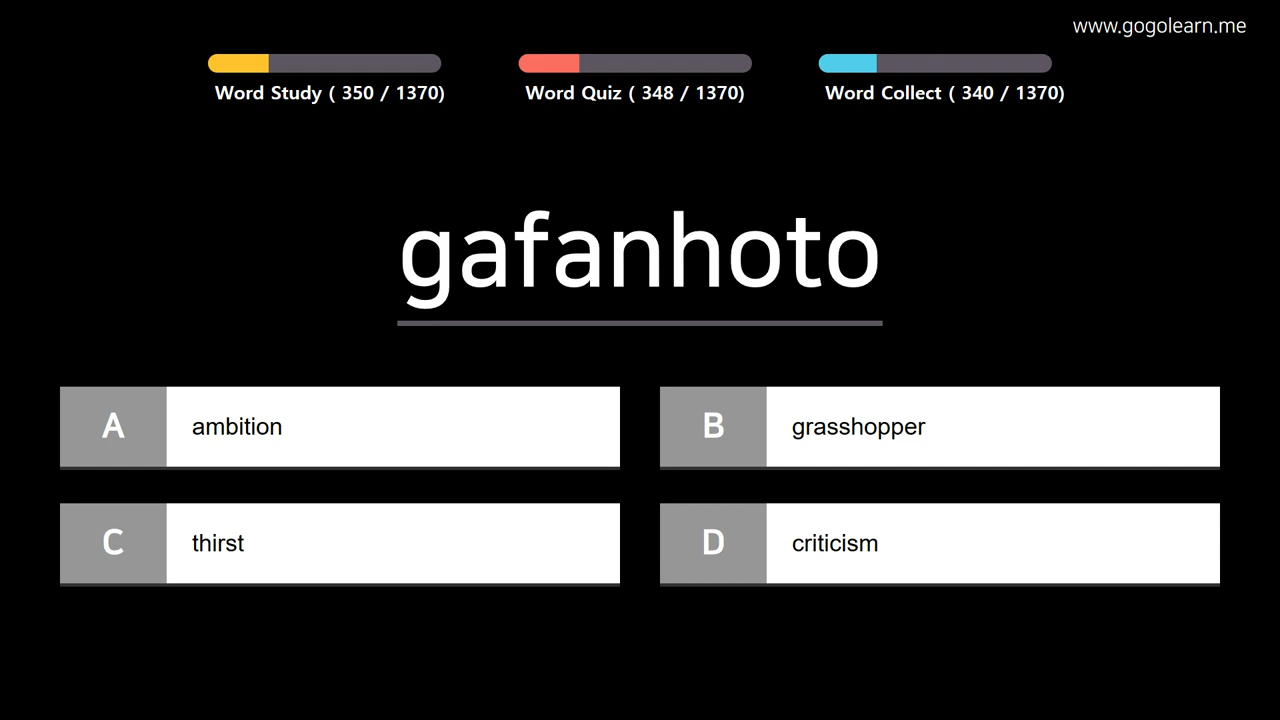 www.gogolearn.me
Word Study ( 350 / 1370)
Word Quiz ( 348 / 1370)
Word Collect ( 340 / 1370)
gafanhoto
A ambition
B grasshopper
C thirst
D criticism